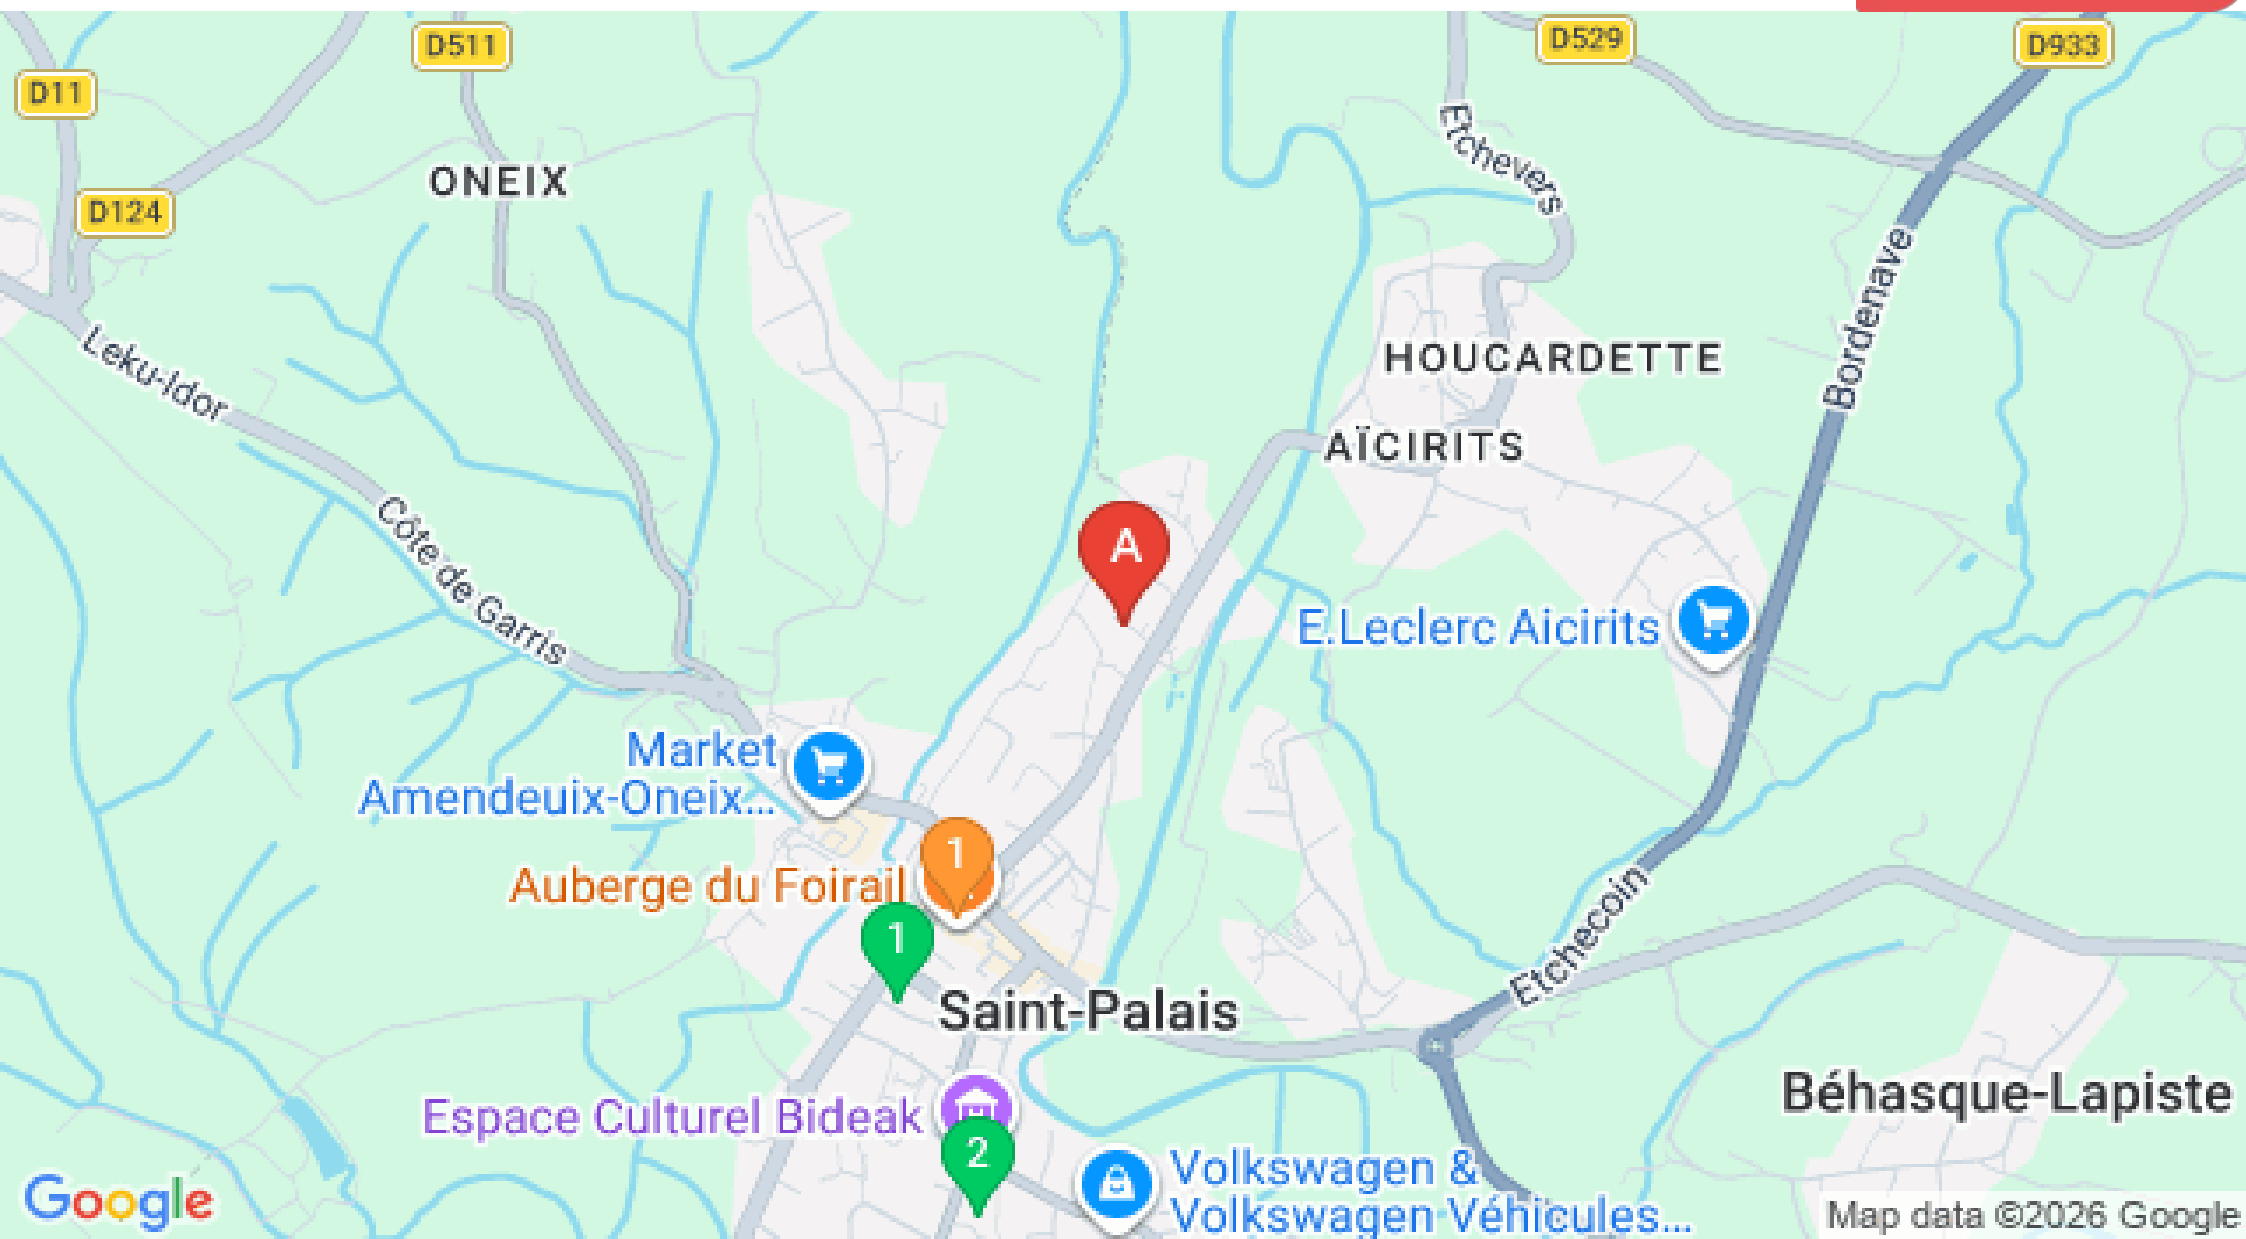 D511
D529
D933
D11
Etchevers
ONEIX
D124
Bordenave
Leku-Idor
HOUCARDETTE
AÏCIRITS
Côte de Garris
A
E.Leclerc Aicirits
Market
Amendeuix-Oneix...
1
Auberge du Foirail
1
Etchecoin
Saint-Palais
Béhasque-Lapiste
Espace Culturel Bideak
2
Volkswagen &
Volkswagen Véhicules...
Google
Map data ©2026 Google